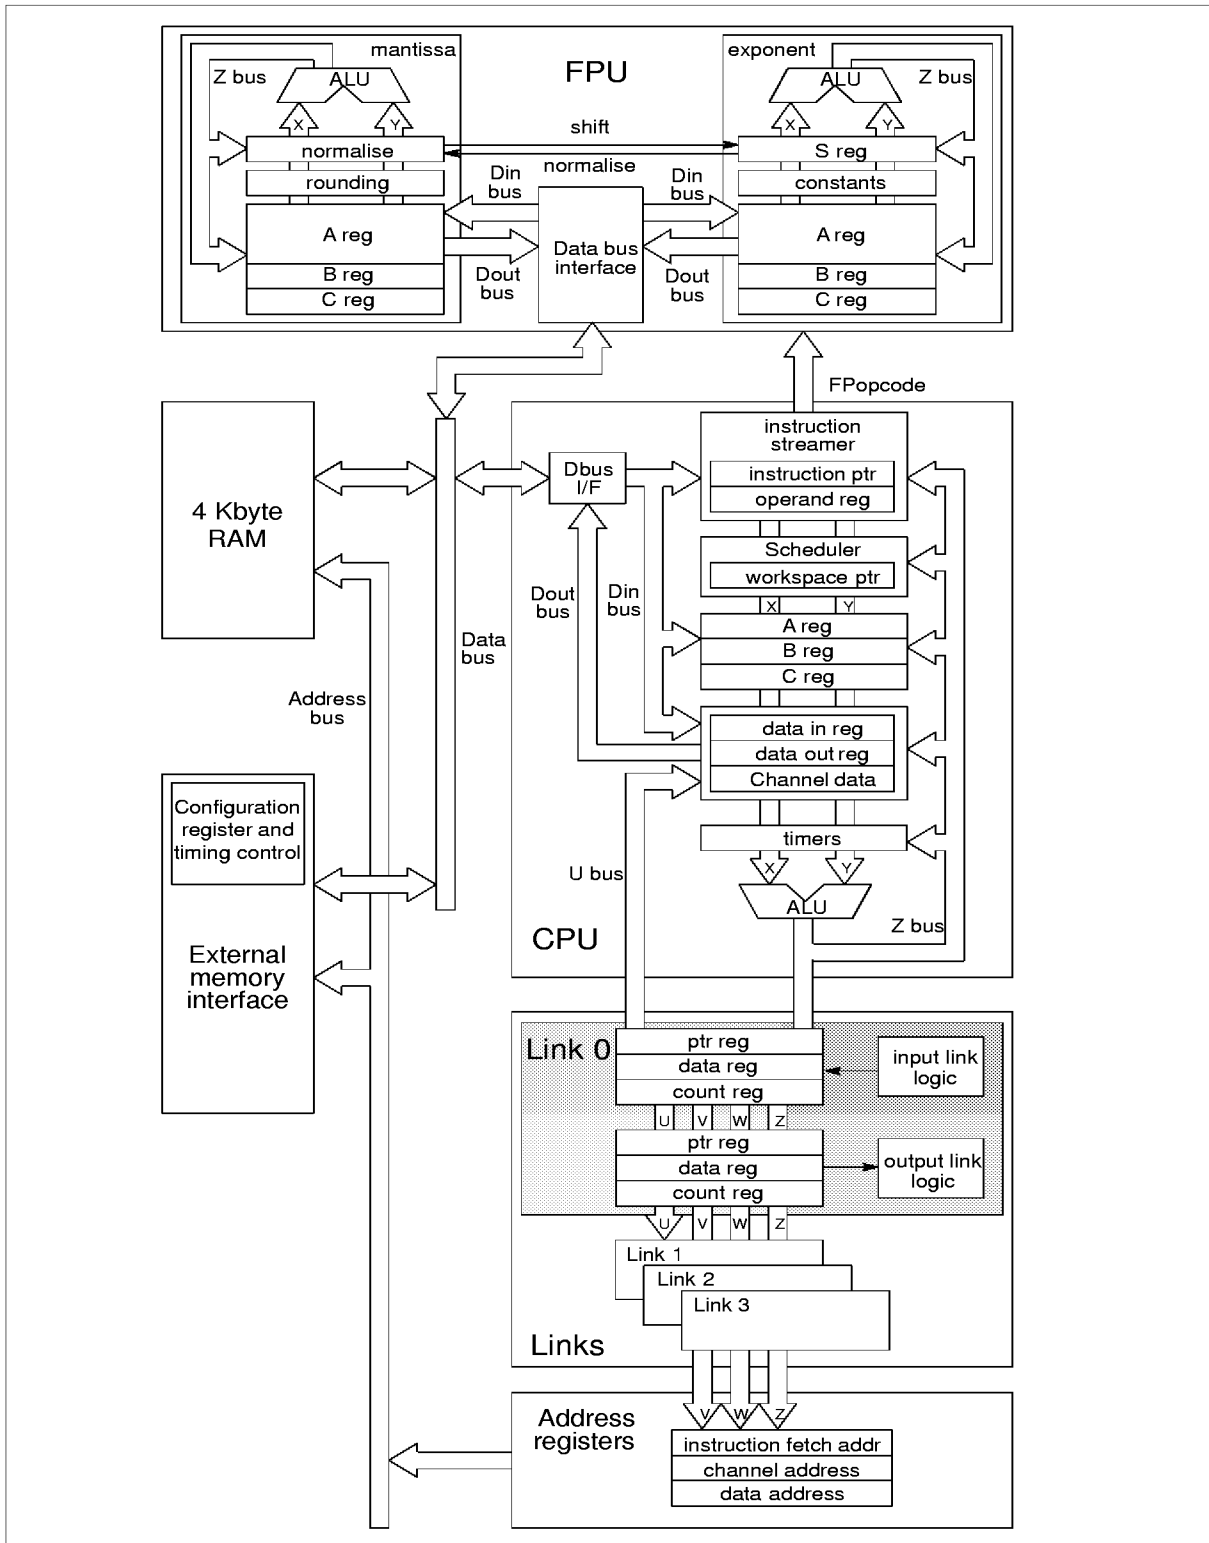 mantissa
Z bus
ALU
X
Y
normalise
rounding
A reg
B reg
C reg
FPU
shift
normalise
Din
bus
Din
bus
Data bus
interface
Dout
bus
Dout
bus
exponent
Z bus
ALU
X
Y
S reg
constants
A reg
B reg
C reg
FPopcode
4 Kbyte
RAM
Data
bus
Address
bus
Configuration
register and
timing control
External
memory
interface
Dbus
I/F
Dout
bus
Din
bus
instruction
streamer
instruction ptr
operand reg
Scheduler
workspace ptr
X
Y
A reg
B reg
C reg
data in reg
data out reg
Channel data
timers
X
Y
ALU
U bus
Z bus
CPU
Link 0
ptr reg
data reg
count reg
input link
logic
U
V
W
Z
ptr reg
data reg
count reg
output link
logic
U
V
W
Z
Link 1
Link 2
Link 3
Links
Address
registers
V
W
Z
instruction fetch addr
channel address
data address